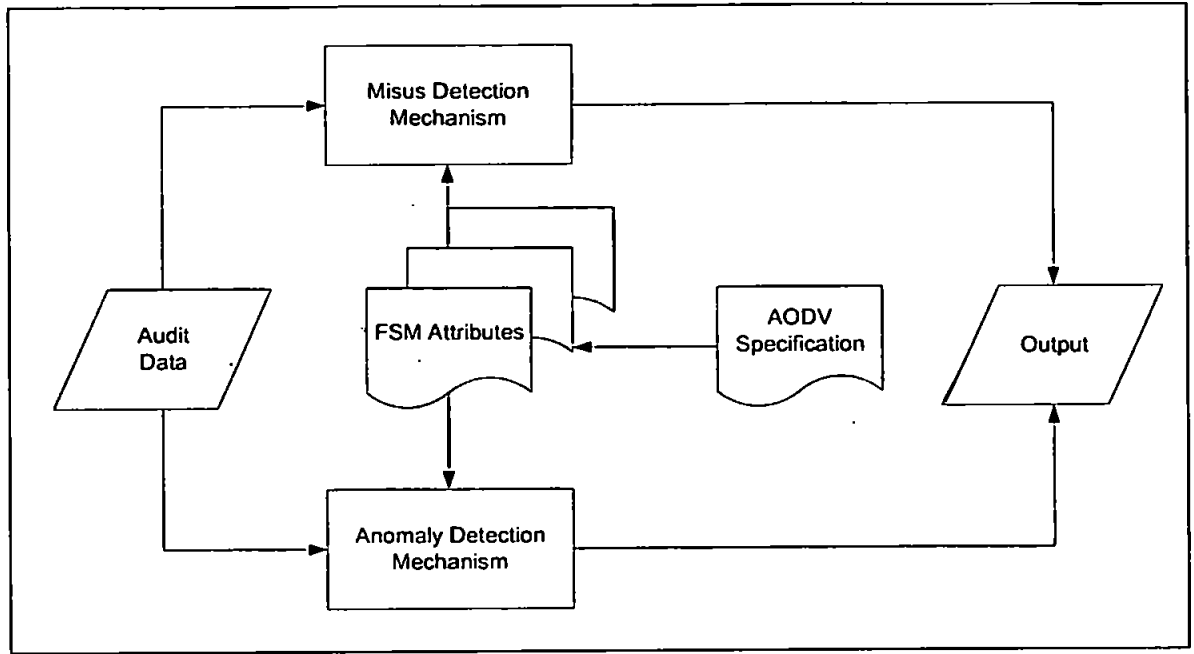 Misus Detection
Mechanism
Audit
Data
FSM Attributes
AODV
Specification
Output
Anomaly Detection
Mechanism